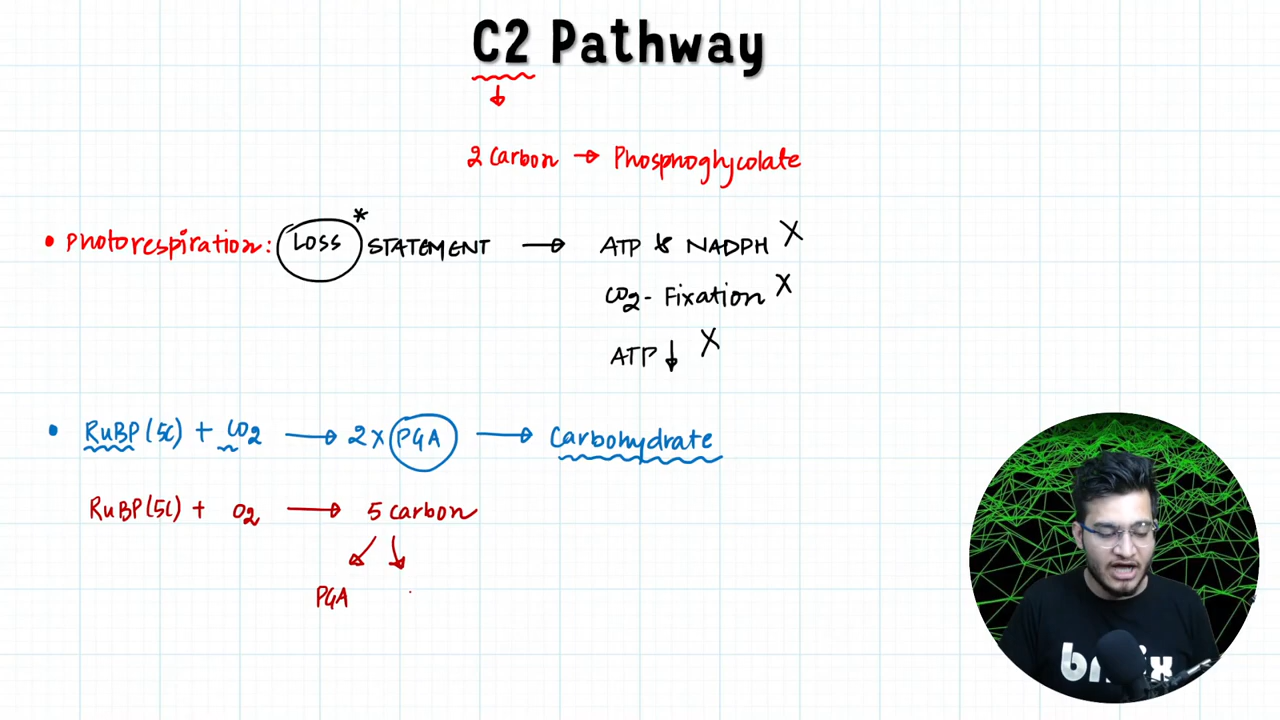 C2 Pathway
2 Carbon → Phosphoghycolate
• Photorespiration: Loss* STATEMENT → ATP & NADPH X
CO2 - Fixation X
ATP ↓ X
• RuBP(5C) + CO2 → 2 x PGA → Carbohydrate
RuBP(5C) + O2 → 5 carbon
PGA